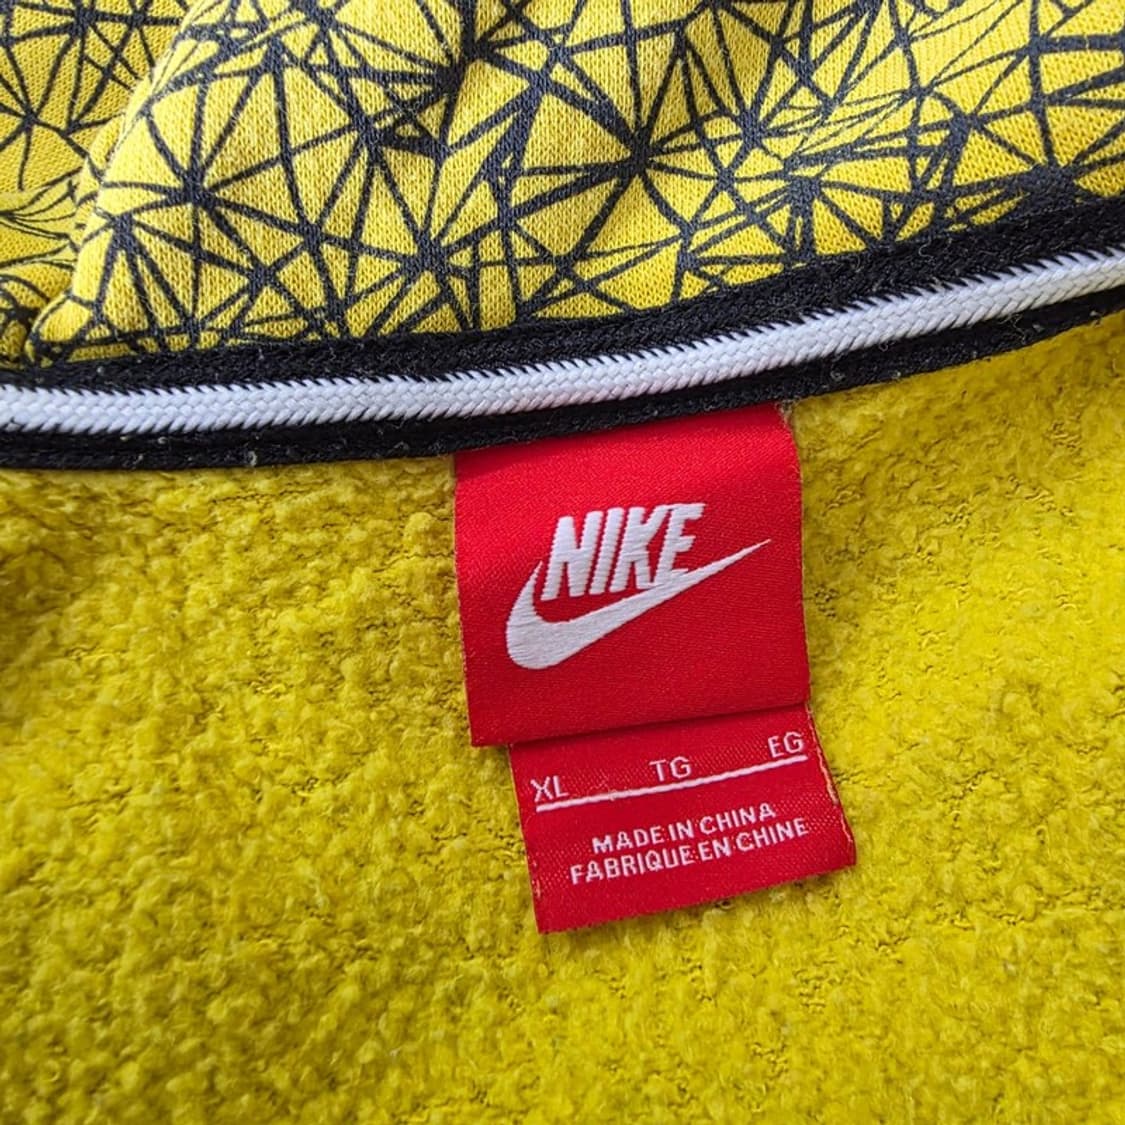 NIKE
XL TG EG
MADE IN CHINA
FABRIQUE EN CHINE